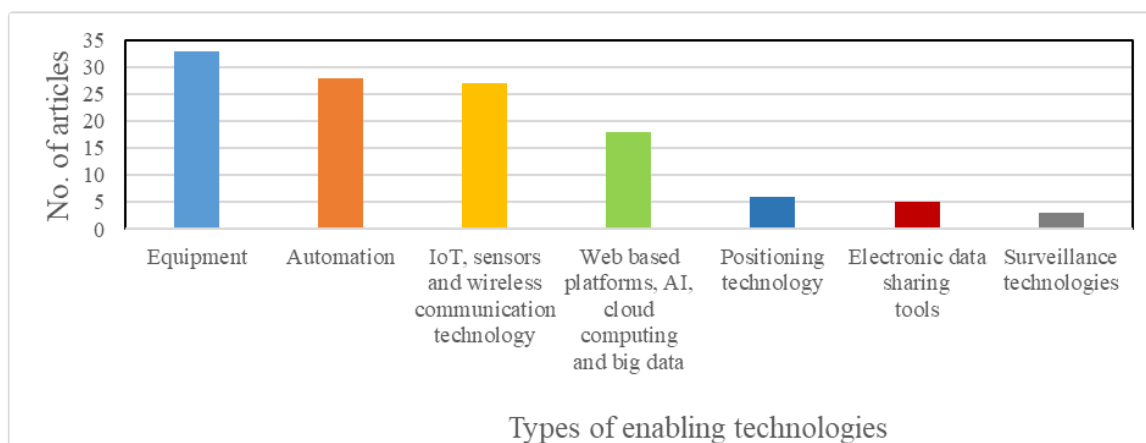 No. of articles
35
30
25
20
15
10
5
0
Equipment
Automation
IoT, sensors
and wireless
communication
technology
Web based
platforms, AI,
cloud
computing
and big data
Positioning
technology
Electronic data
sharing
tools
Surveillance
technologies
Types of enabling technologies